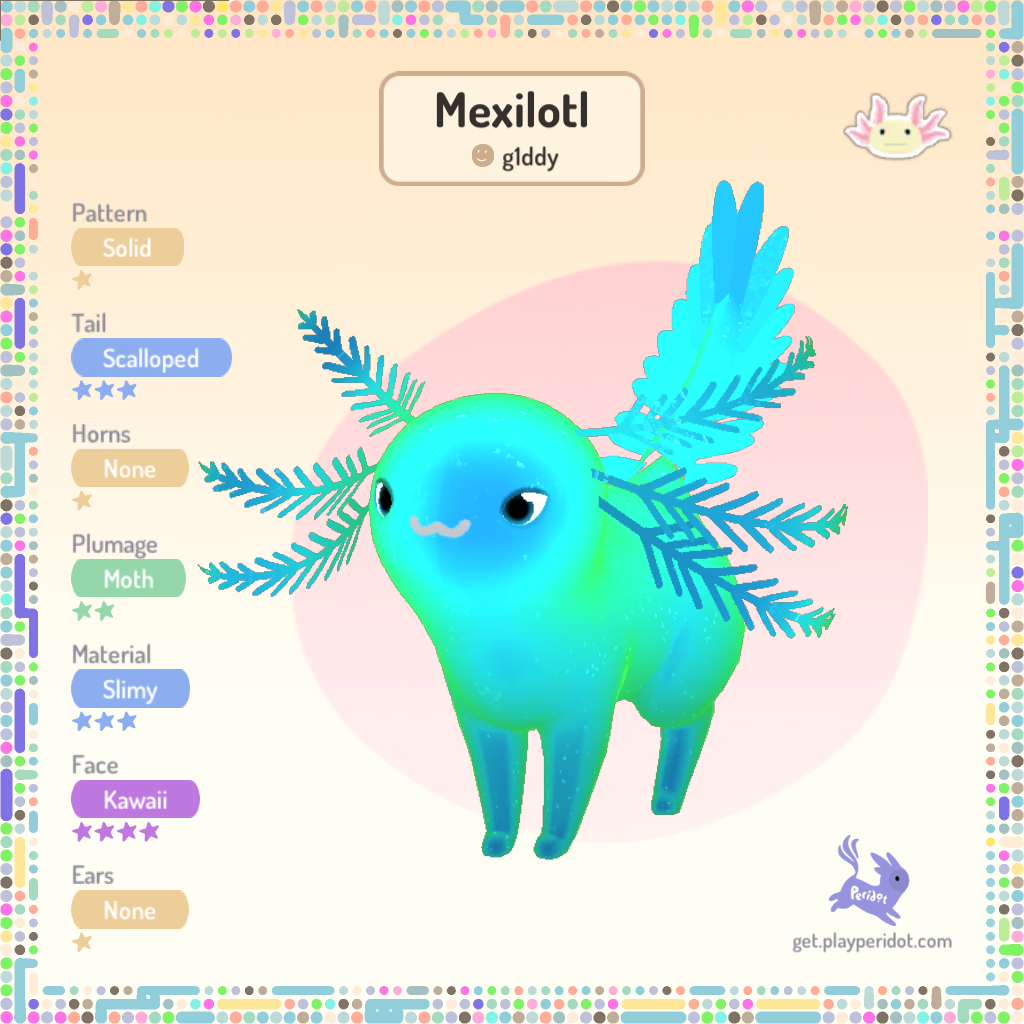 Mexilotl
g1ddy
Pattern
Solid
Tail
Scalloped
Horns
None
Plumage
Moth
Material
Slimy
Face
Kawaii
Ears
None
Peridot
get.playperidot.com